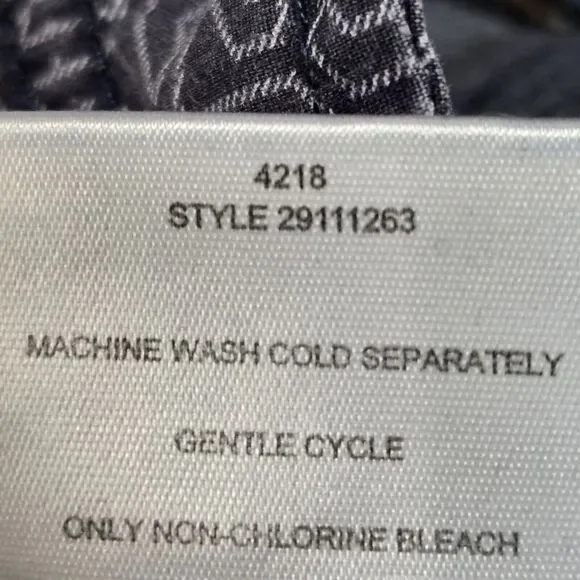 4218
STYLE 29111263
MACHINE WASH COLD SEPARATELY
GENTLE CYCLE
ONLY NON-CHLORINE BLEACH